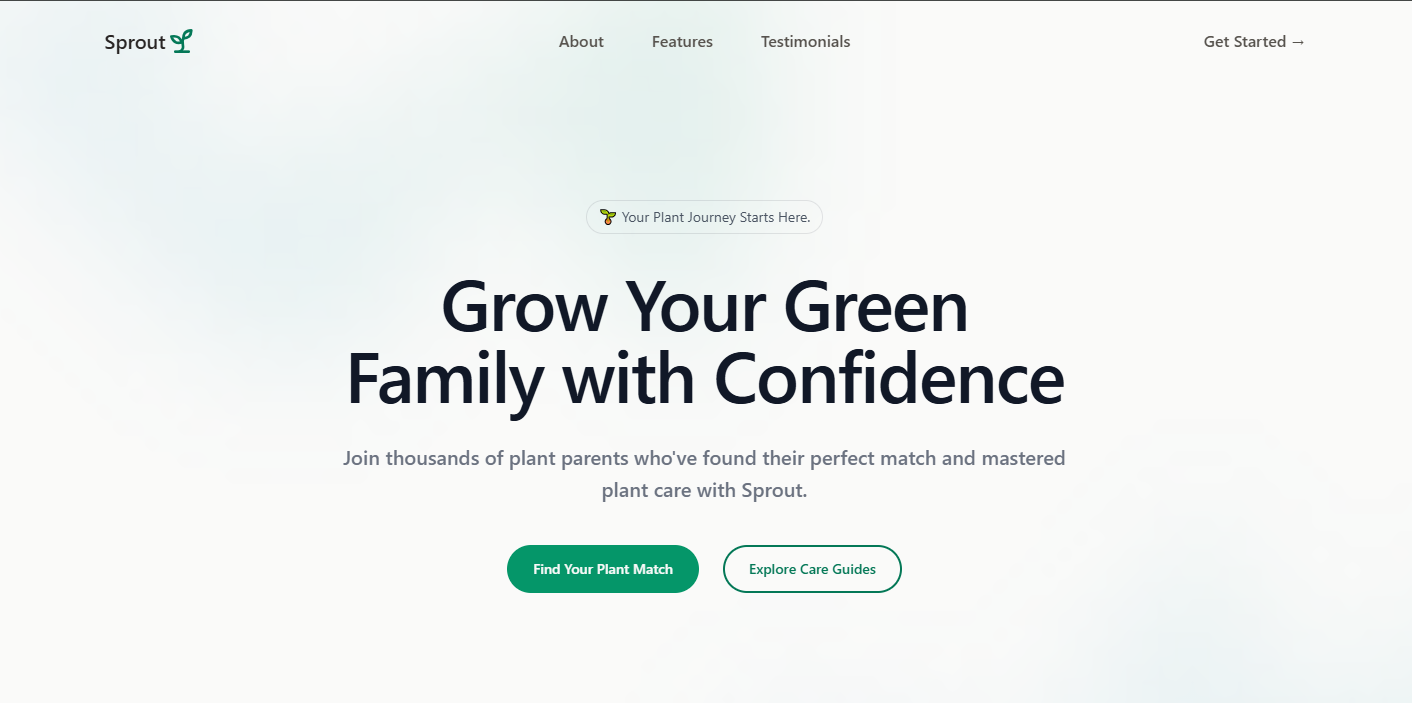 Sprout
About
Features
Testimonials
Get Started →
Your Plant Journey Starts Here.
Grow Your Green
Family with Confidence
Join thousands of plant parents who've found their perfect match and mastered
plant care with Sprout.
Find Your Plant Match
Explore Care Guides